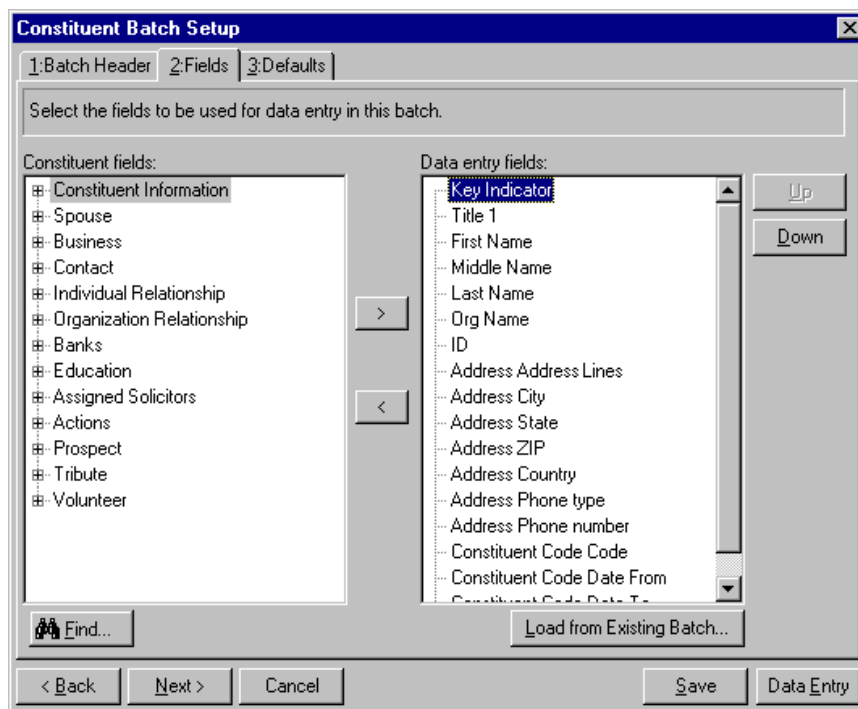 Constituent Batch Setup
1:Batch Header 2:Fields 3:Defaults
Select the fields to be used for data entry in this batch.
Constituent fields:
Constituent Information
Spouse
Business
Contact
Individual Relationship
Organization Relationship
Banks
Education
Assigned Solicitors
Actions
Prospect
Tribute
Volunteer
Find...
>
<
Data entry fields:
Key Indicator
Title 1
First Name
Middle Name
Last Name
Org Name
ID
Address Address Lines
Address City
Address State
Address ZIP
Address Country
Address Phone type
Address Phone number
Constituent Code Code
Constituent Code Date From
Constituent Code Date To
Up
Down
Load from Existing Batch...
< Back Next > Cancel Save Data Entry